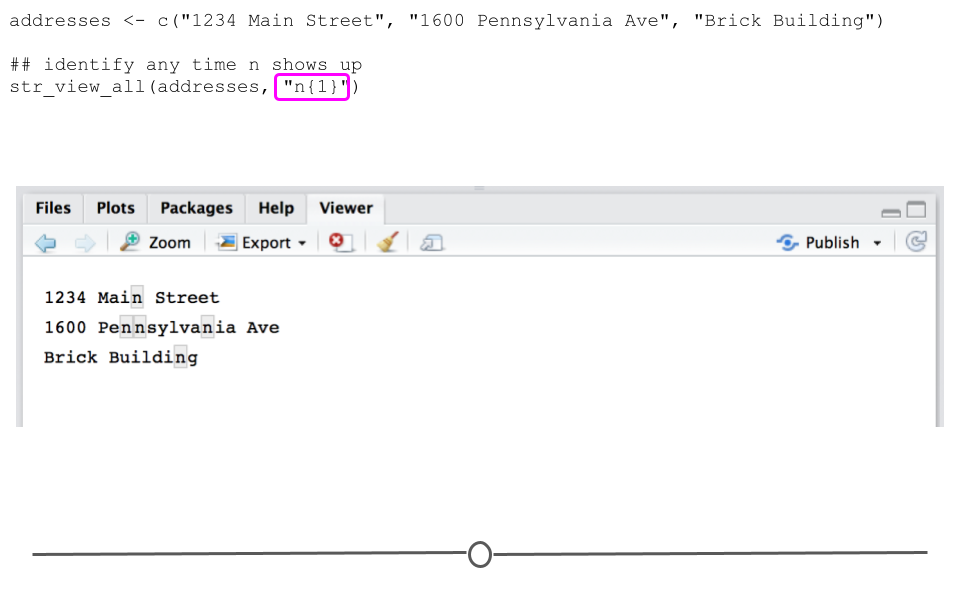 addresses <- c("1234 Main Street", "1600 Pennsylvania Ave", "Brick Building")
## identify any time n shows up
str_view_all(addresses, "n{1}")
Files Plots Packages Help Viewer
Zoom Export Publish
1234 Main Street
1600 Pennsylvania Ave
Brick Building